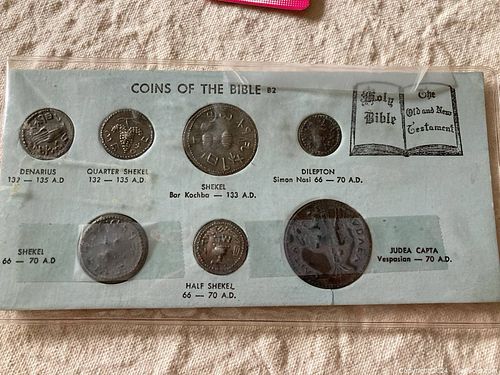 COINS OF THE BIBLE B2
Holy Bible
The Old and New Testament
DENARIUS
132 — 135 A.D
QUARTER SHEKEL
132 — 135 A.D.
SHEKEL
Bar Kochba — 133 A.D.
DILEPTON
Simon Nasi 66 — 70 A.D.
SHEKEL
66 — 70 A.D
HALF SHEKEL
66 — 70 A.D.
JUDEA CAPTA
Vespasian — 70 A.D.